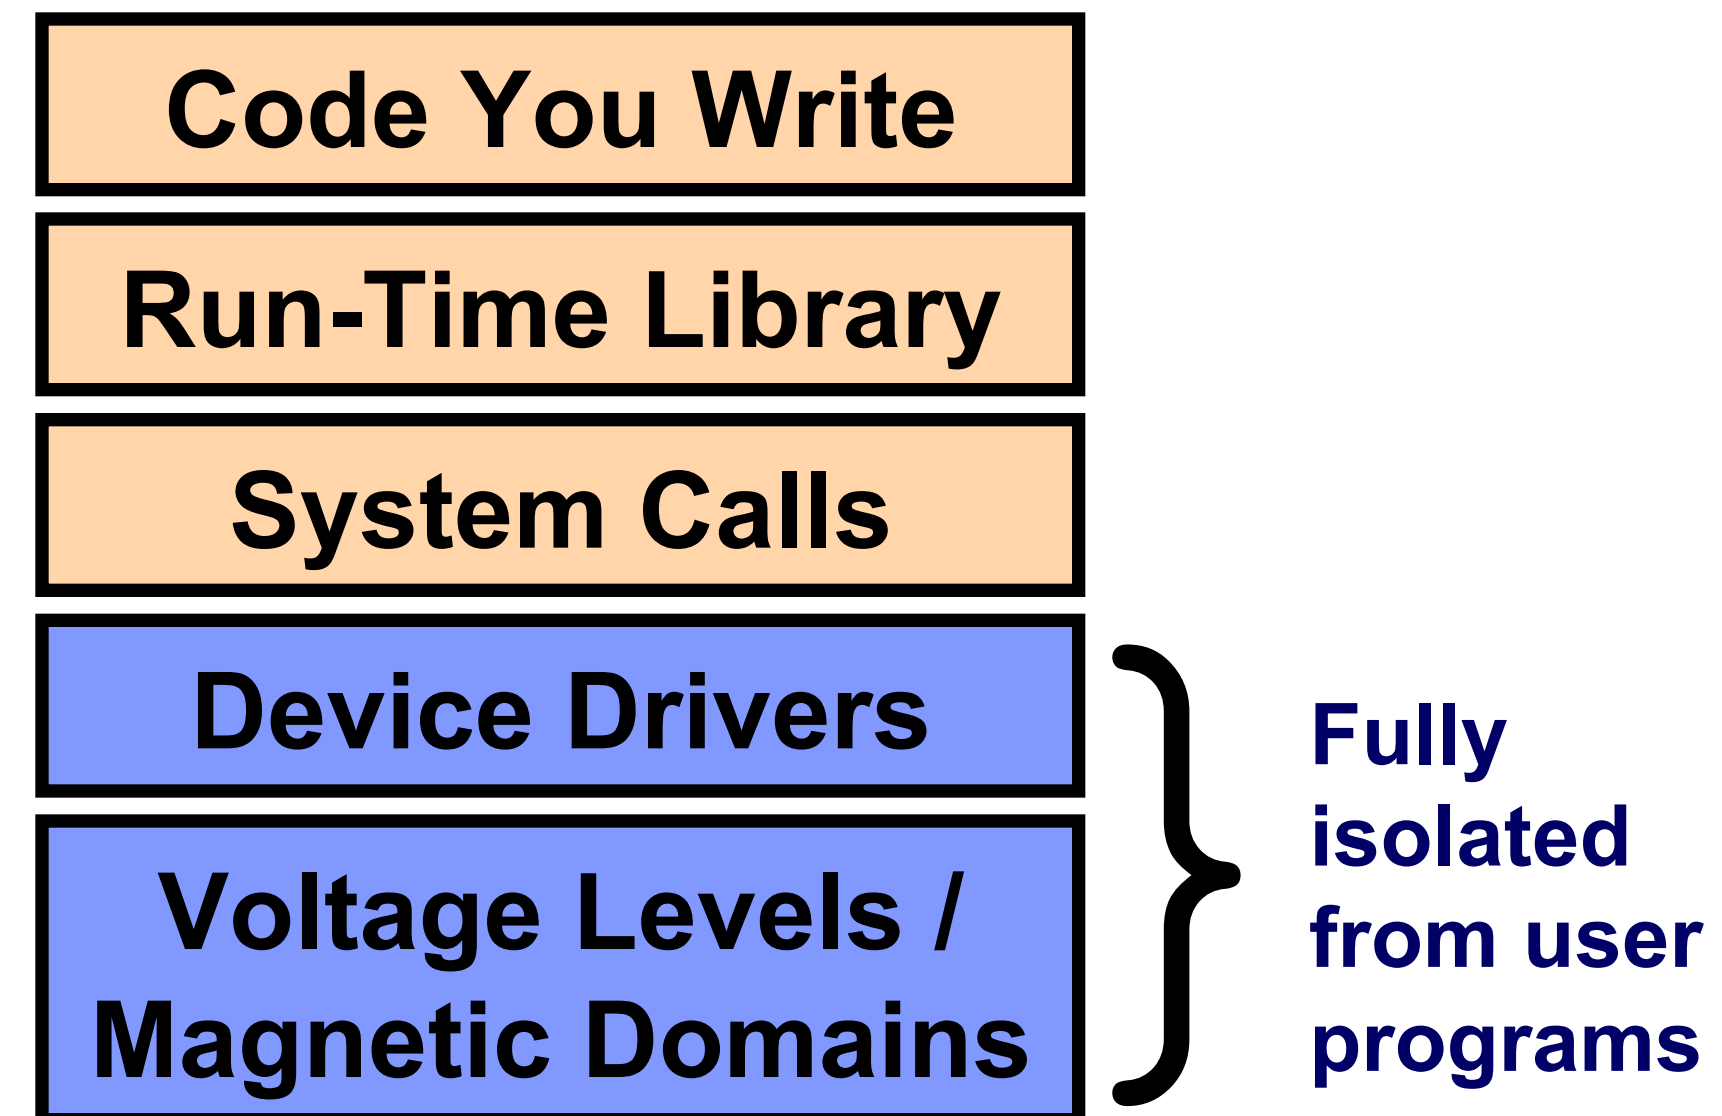 Code You Write
Run-Time Library
System Calls
Device Drivers
Voltage Levels /
Magnetic Domains
Fully
isolated
from user
programs